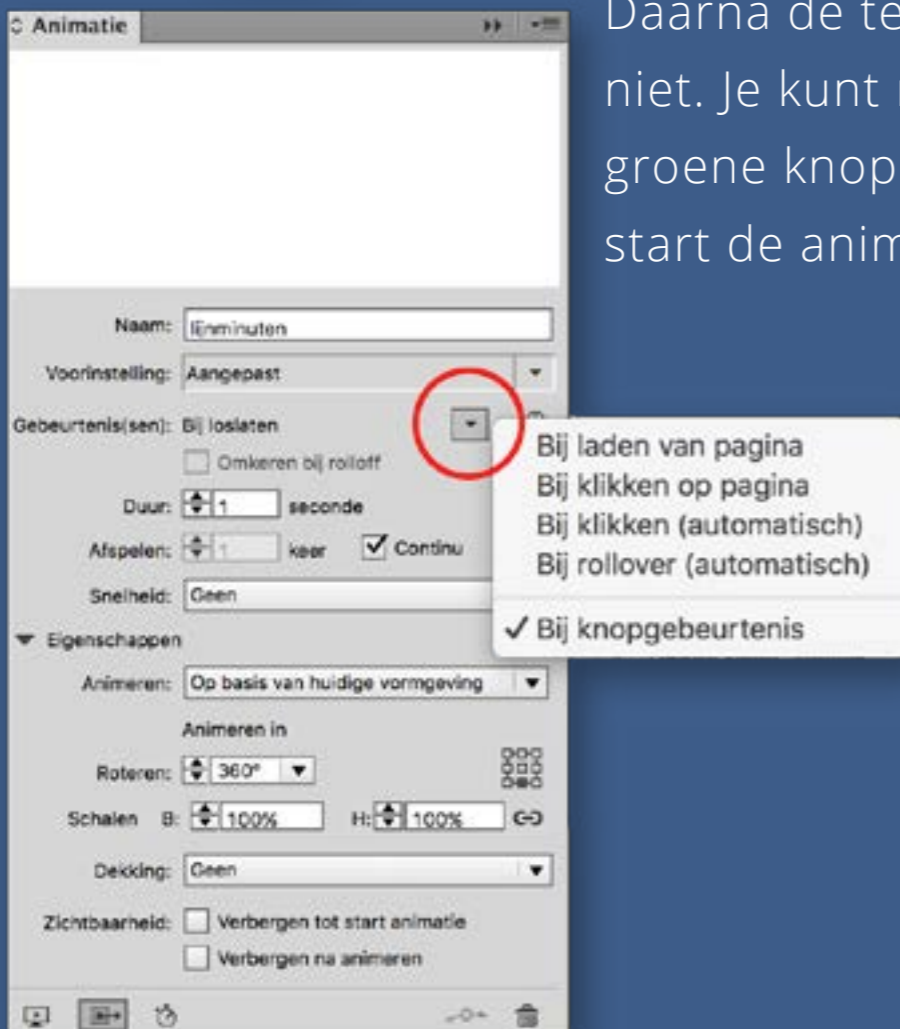 Daarna de te
niet. Je kunt
groene knop
start de anim
Animatie
Naam: lijnminuten
Voorinstelling: Aangepast
Gebeurtenis(sen): Bij loslaten
Omkeren bij rolloff
Duur: 1 seconde
Afspelen: 1 keer Continu
Snelheid: Geen
Eigenschappen
Animeren: Op basis van huidige vormgeving
Animeren in
Roteren: 360°
Schalen B: 100% H: 100%
Dekking: Geen
Zichtbaarheid: Verbergen tot start animatie
Verbergen na animeren
Bij laden van pagina
Bij klikken op pagina
Bij klikken (automatisch)
Bij rollover (automatisch)
Bij knopgebeurtenis